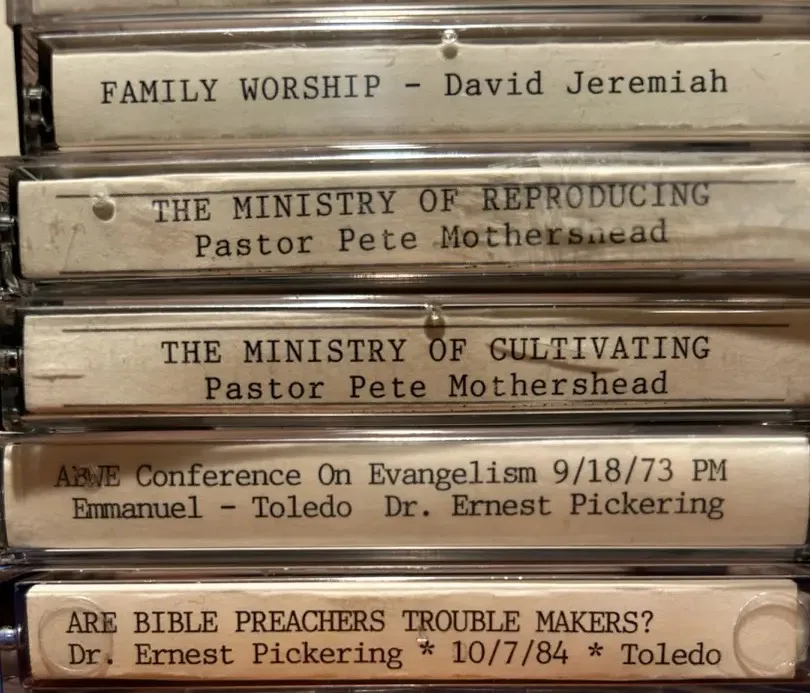 FAMILY WORSHIP - David Jeremiah
THE MINISTRY OF REPRODUCING
Pastor Pete Mothershead
THE MINISTRY OF CULTIVATING
Pastor Pete Mothershead
ABWE Conference On Evangelism 9/18/73 PM
Emmanuel - Toledo Dr. Ernest Pickering
ARE BIBLE PREACHERS TROUBLE MAKERS?
Dr. Ernest Pickering * 10/7/84 * Toledo